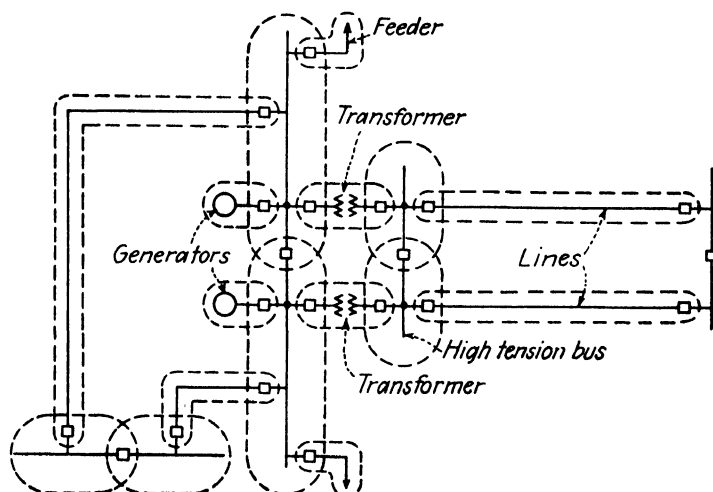 Feeder
Transformer
Generators
Lines
High tension bus
Transformer